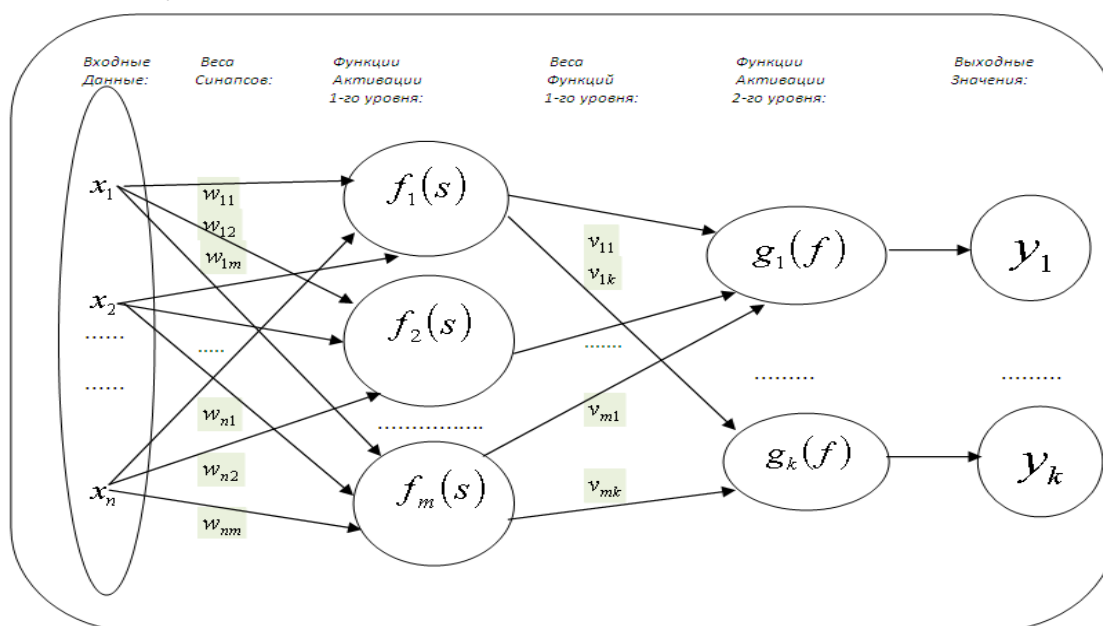 Входные Данные:
Веса Синапсов:
Функции Активации 1-го уровня:
Веса Функций 1-го уровня:
Функции Активации 2-го уровня:
Выходные Значения:
x₁
w₁₁
w₁₂
w₁ₘ
f₁(s)
v₁₁
v₁ₖ
g₁(f)
y₁
x₂
......
......
.....
f₂(s)
.......
.........
.........
wₙ₁
wₙ₂
wₙₘ
xₙ
................
fₘ(s)
vₘ₁
vₘₖ
gₖ(f)
yₖ